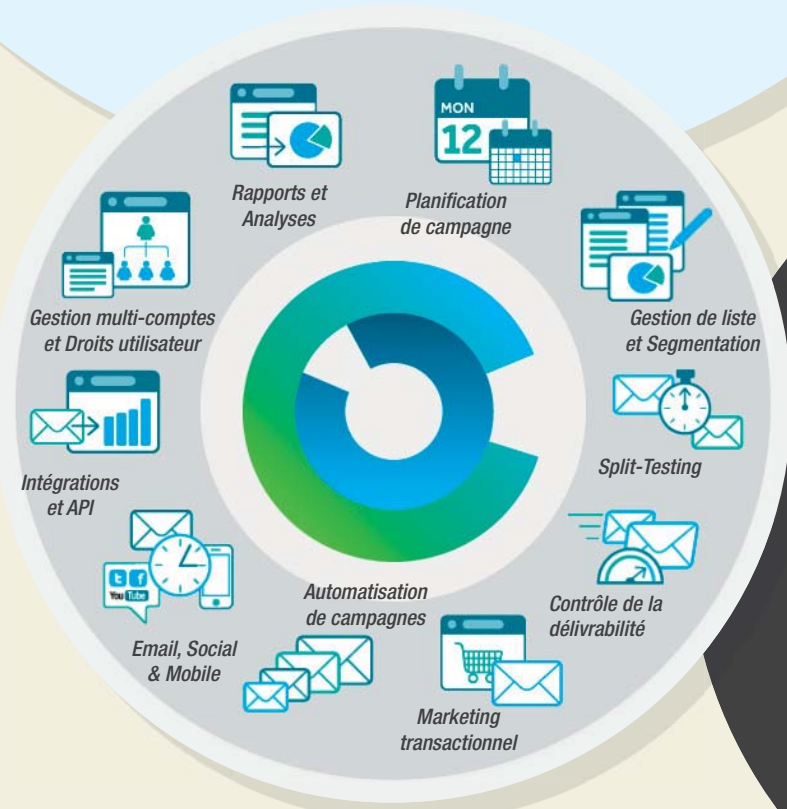 MON
12
Rapports et
Analyses
Planification
de campagne
Gestion de liste
et Segmentation
Split-Testing
Contrôle de la
délivrabilité
Marketing
transactionnel
Automatisation
de campagnes
Email, Social
& Mobile
t f
You Tube
Intégrations
et API
Gestion multi-comptes
et Droits utilisateur